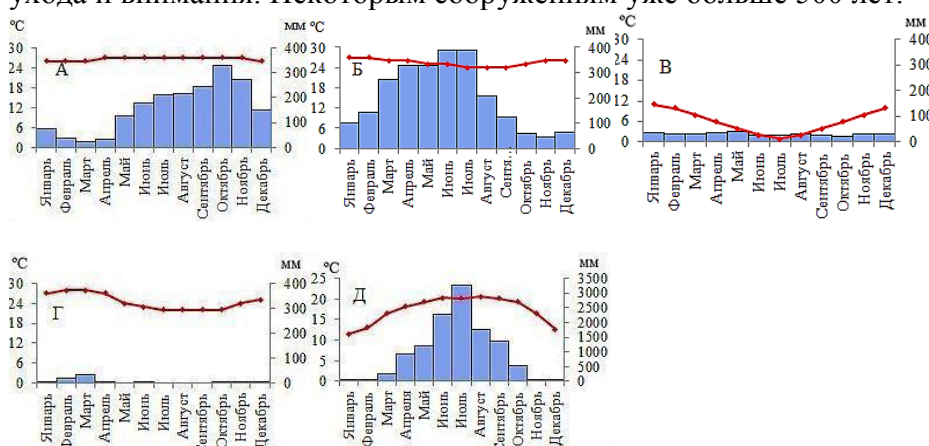 ухода и внимания. Некоторым сооружениям уже больше 500 лет.
°С мм
А
30 24 18 12 6 0
400 300 200 100 0
Январь Февраль Март Апрель Май Июнь Июль Август Сентябрь Октябрь Ноябрь Декабрь
°С мм
Б
30 24 18 12 6 0
400 300 200 100 0
Январь Февраль Март Апрель Май Июнь Июль Август Октябрь Ноябрь Декабрь
°С мм
В
30 24 18 12 6 0
400 300 200 100 0
Январь Февраль Март Апрель Май Июнь Июль Август Сентябрь Октябрь Ноябрь Декабрь
°С мм
Г
30 24 18 12 6 0
400 300 200 100 0
Январь Февраль Март Апрель Май Июнь Июль Август Сентябрь Октябрь Ноябрь Декабрь
°С мм
Д
25 20 15 10 5 0
3500 3000 2500 2000 1500 1000 500 0
Январь Февраль Март Апрель Май Июнь Июль Август Сентябрь Октябрь Ноябрь Декабрь